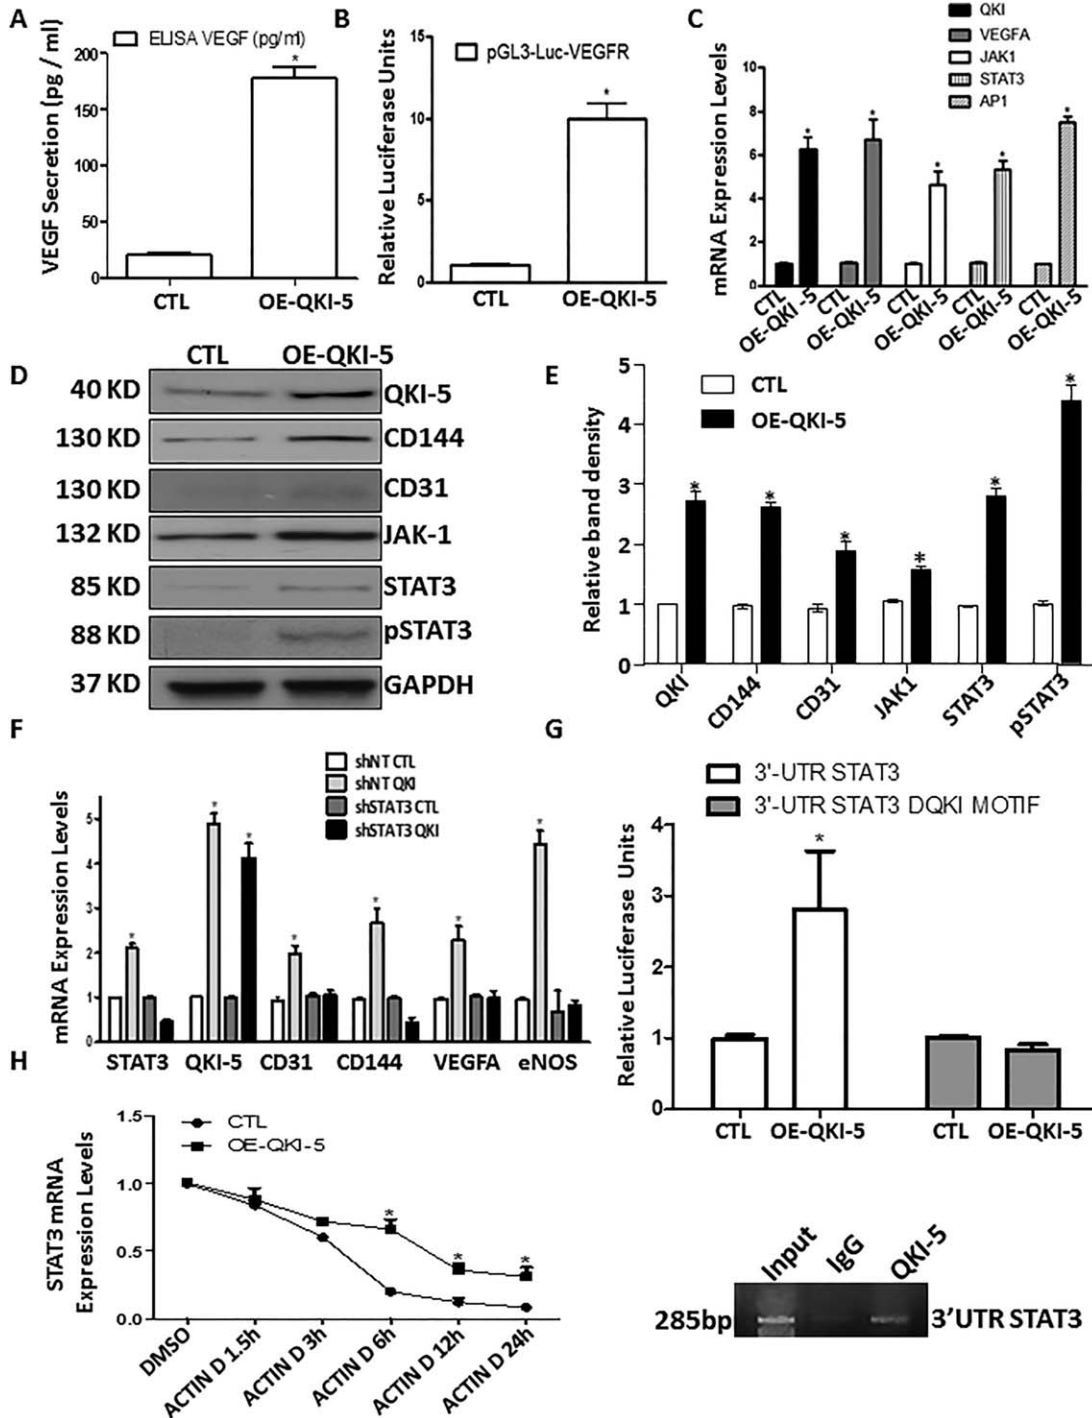 A
VEGF Secretion (pg / ml)
ELISA VEGF (pg/ml)
200
150
100
50
0
*
CTL
OE-QKI-5
B
Relative Luciferase Units
pGL3-Luc-VEGFR
15
10
5
0
*
CTL
OE-QKI-5
C
mRNA Expression Levels
QKI
VEGFA
JAK1
STAT3
AP1
10
8
6
4
2
0
* * * * *
CTL
OE-QKI -5
CTL
OE-QKI-5
CTL
OE-QKI-5
CTL
OE-QKI-5
CTL
OE-QKI-5
D
CTL OE-QKI-5
40 KD QKI-5
130 KD CD144
130 KD CD31
132 KD JAK-1
85 KD STAT3
88 KD pSTAT3
37 KD GAPDH
E
Relative band density
CTL
OE-QKI-5
5
4
3
2
1
0
* * * * * *
QKI
CD144
CD31
JAK1
STAT3
pSTAT3
F
mRNA Expression Levels
shNT CTL
shNT QKI
shSTAT3 CTL
shSTAT3 QKI
5
4
3
2
1
0
* * * * * * *
STAT3 QKI-5 CD31 CD144 VEGFA eNOS
G
3'-UTR STAT3
3'-UTR STAT3 DQKI MOTIF
Relative Luciferase Units
4
3
2
1
0
*
CTL OE-QKI-5 CTL OE-QKI-5
H
STAT3 mRNA
Expression Levels
CTL
OE-QKI-5
1.5
1.0
0.5
0.0
* * *
DMSO
ACTIN D 1.5h
ACTIN D 3h
ACTIN D 6h
ACTIN D 12h
ACTIN D 24h
Input
IgG
QKI-5
285bp 3'UTR STAT3